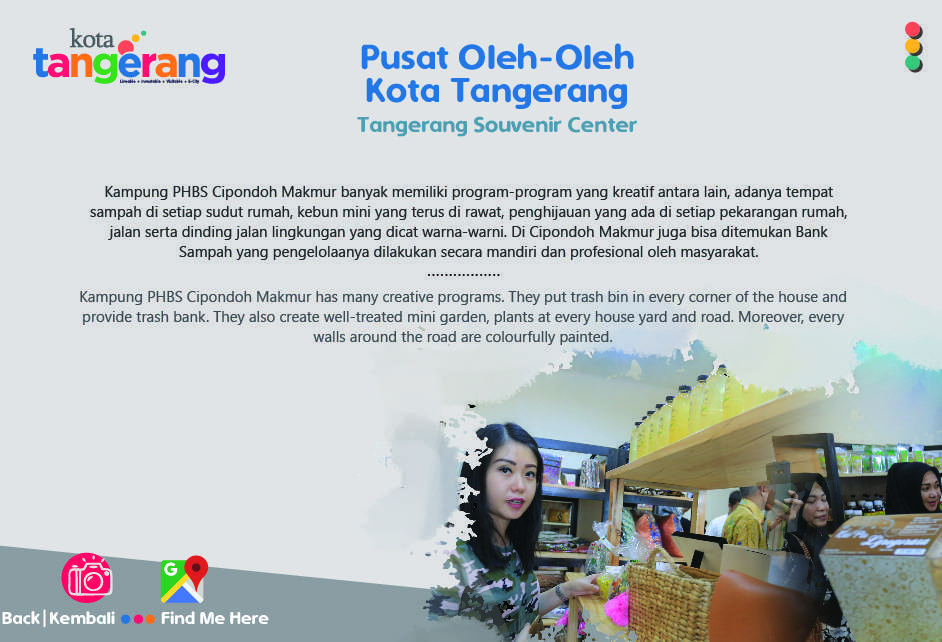 kota
tangerang
Liveable + Investable + Visitable + E-City
Pusat Oleh-Oleh
Kota Tangerang
Tangerang Souvenir Center
Kampung PHBS Cipondoh Makmur banyak memiliki program-program yang kreatif antara lain, adanya tempat
sampah di setiap sudut rumah, kebun mini yang terus di rawat, penghijauan yang ada di setiap pekarangan rumah,
jalan serta dinding jalan lingkungan yang dicat warna-warni. Di Cipondoh Makmur juga bisa ditemukan Bank
Sampah yang pengelolaanya dilakukan secara mandiri dan profesional oleh masyarakat.
.................
Kampung PHBS Cipondoh Makmur has many creative programs. They put trash bin in every corner of the house and
provide trash bank. They also create well-treated mini garden, plants at every house yard and road. Moreover, every
walls around the road are colourfully painted.
G
Back|Kembali
Find Me Here